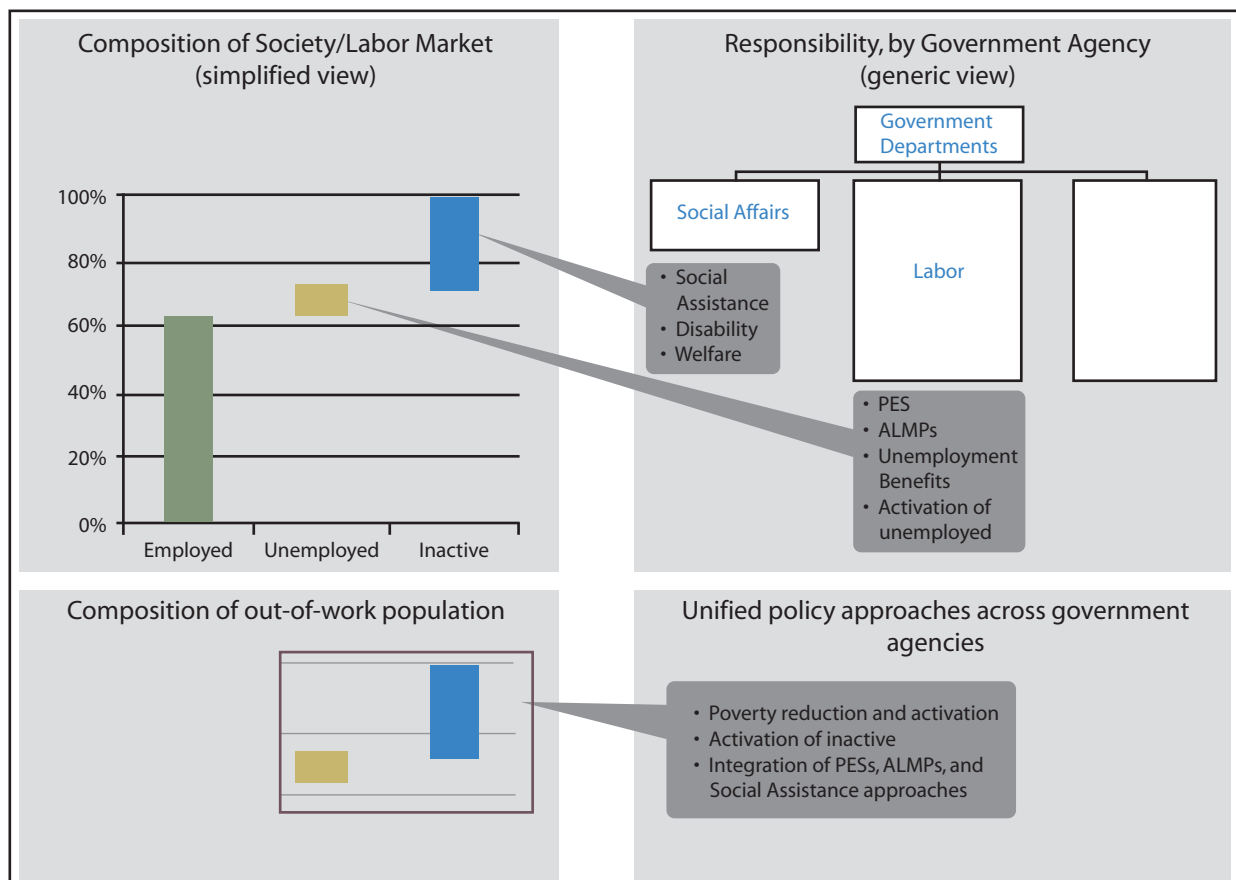 Composition of Society/Labor Market
(simplified view)
100%
80%
60%
40%
20%
0%
Employed
Unemployed
Inactive
Responsibility, by Government Agency
(generic view)
Government
Departments
Social Affairs
Labor
• Social
Assistance
• Disability
• Welfare
• PES
• ALMPs
• Unemployment
Benefits
• Activation of
unemployed
Composition of out-of-work population
Unified policy approaches across government
agencies
• Poverty reduction and activation
• Activation of inactive
• Integration of PESs, ALMPs, and
Social Assistance approaches